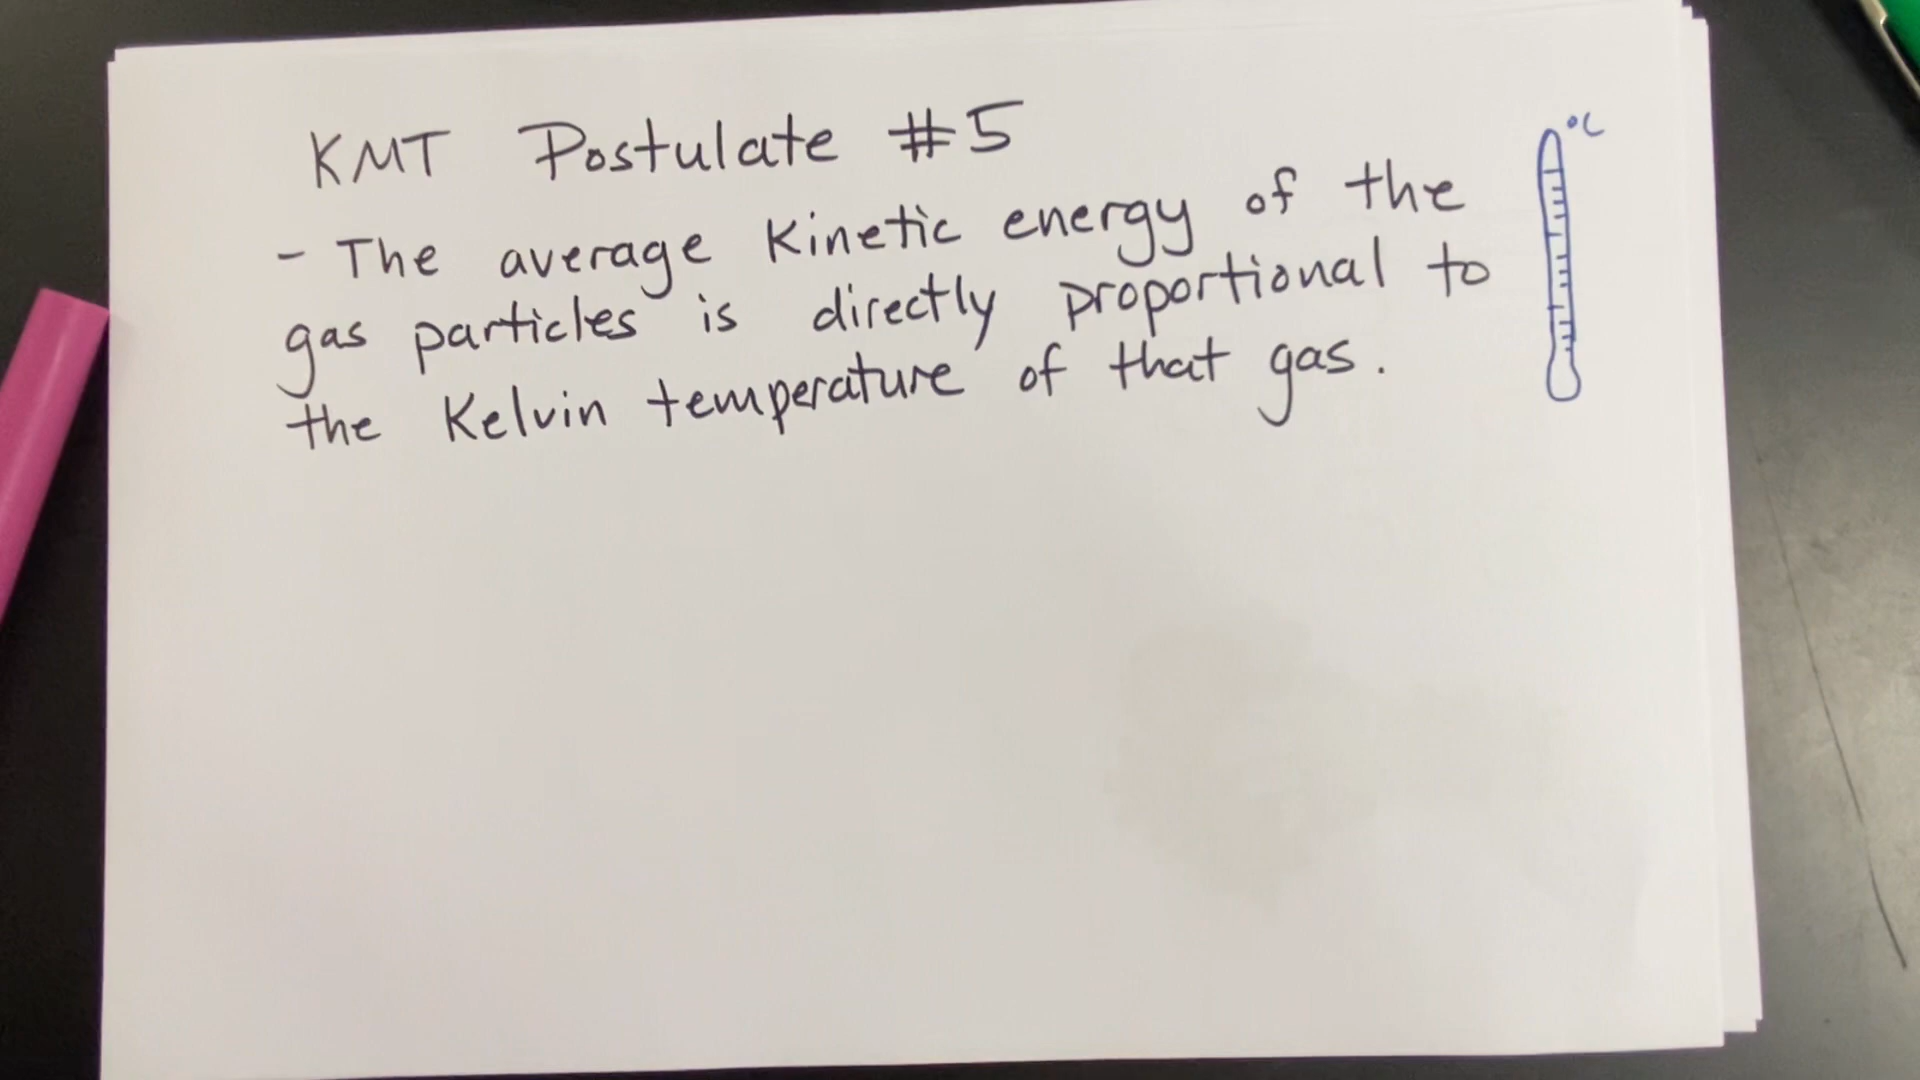 KMT Postulate #5
°C
- The average kinetic energy of the
gas particles is directly proportional to
the Kelvin temperature of that gas.